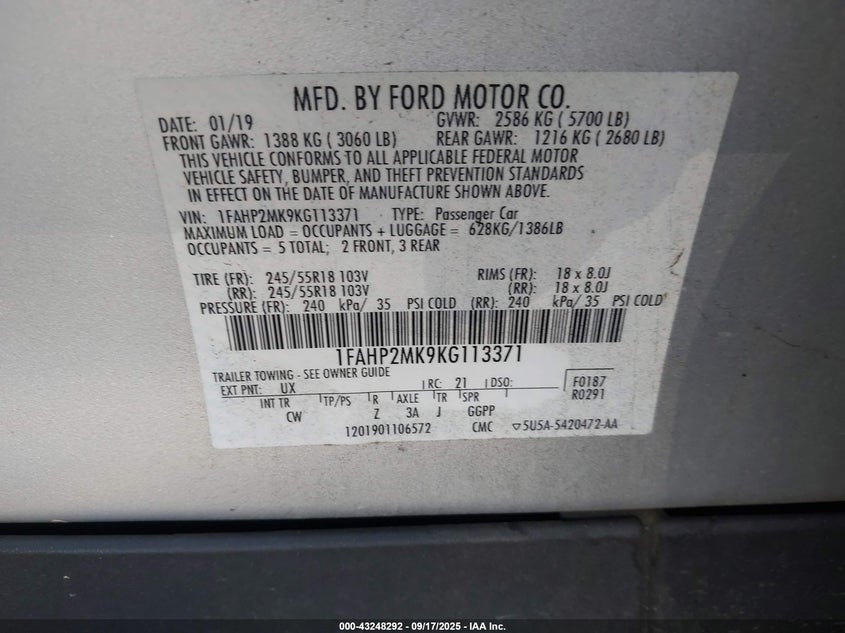 MFD. BY FORD MOTOR CO.
DATE: 01/19 GVWR: 2586 KG ( 5700 LB)
FRONT GAWR: 1388 KG ( 3060 LB) REAR GAWR: 1216 KG ( 2680 LB)
THIS VEHICLE CONFORMS TO ALL APPLICABLE FEDERAL MOTOR
VEHICLE SAFETY, BUMPER, AND THEFT PREVENTION STANDARDS
IN EFFECT ON THE DATE OF MANUFACTURE SHOWN ABOVE.
VIN: 1FAHP2MK9KG113371 TYPE: Passenger Car
MAXIMUM LOAD = OCCUPANTS + LUGGAGE = 628KG/1386LB
OCCUPANTS = 5 TOTAL; 2 FRONT, 3 REAR
TIRE (FR): 245/55R18 103V RIMS (FR): 18 x 8.0J
(RR): 245/55R18 103V (RR): 18 x 8.0J
PRESSURE (FR): 240 kPa/ 35 PSI COLD (RR): 240 kPa/ 35 PSI COLD
1FAHP2MK9KG113371
TRAILER TOWING - SEE OWNER GUIDE
EXT PNT: UX RC: 21 DSO: F0187
INT TR TP/PS R AXLE TR SPR R0291
CW Z 3A J GGPP
1201901106572 CMC ▽5U5A-5420472-AA
000-43248292 - 09/17/2025 - IAA Inc.